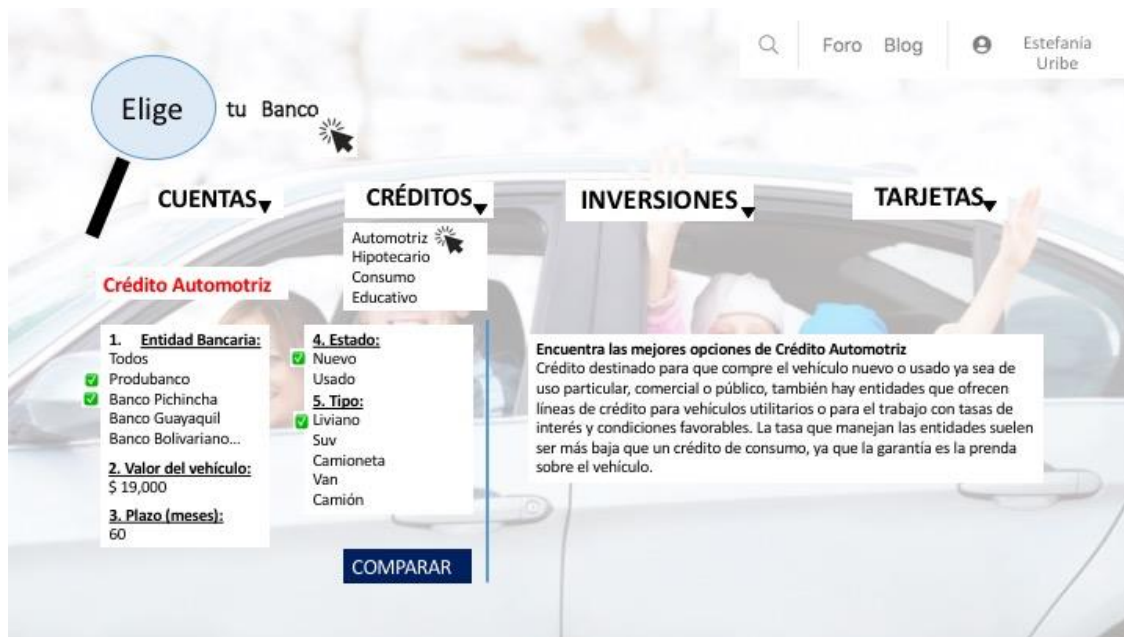 Foro Blog Estefanía
Uribe
Elige tu Banco
CUENTAS CRÉDITOS INVERSIONES TARJETAS
Automotriz
Hipotecario
Consumo
Educativo
Crédito Automotriz
1. Entidad Bancaria:
Todos
Produbanco
Banco Pichincha
Banco Guayaquil
Banco Bolivariano...
2. Valor del vehículo:
$ 19,000
3. Plazo (meses):
60
4. Estado:
Nuevo
Usado
5. Tipo:
Liviano
Suv
Camioneta
Van
Camión
COMPARAR
Encuentra las mejores opciones de Crédito Automotriz
Crédito destinado para que compre el vehículo nuevo o usado ya sea de
uso particular, comercial o público, también hay entidades que ofrecen
líneas de crédito para vehículos utilitarios o para el trabajo con tasas de
interés y condiciones favorables. La tasa que manejan las entidades suelen
ser más baja que un crédito de consumo, ya que la garantía es la prenda
sobre el vehículo.